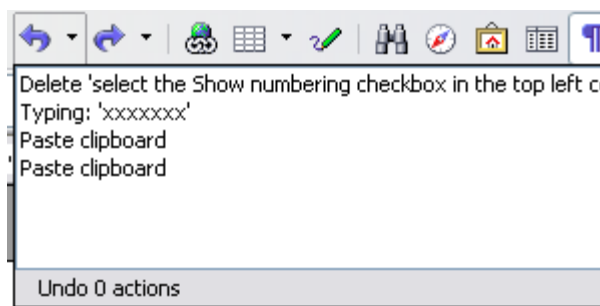 Delete 'select the Show numbering checkbox in the top left
Typing: 'xxxxxxx'
Paste clipboard
Paste clipboard
Undo 0 actions